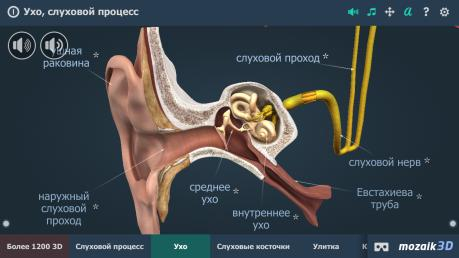 Ухо, слуховой процесс
раковина *
слуховой проход *
слуховой нерв *
Евстахиева *
труба
среднее *
ухо
внутреннее *
ухо
наружный
слуховой *
проход
Более 1200 3D
Слуховой процесс
Ухо
Слуховые косточки
Улитка
mozaik3D